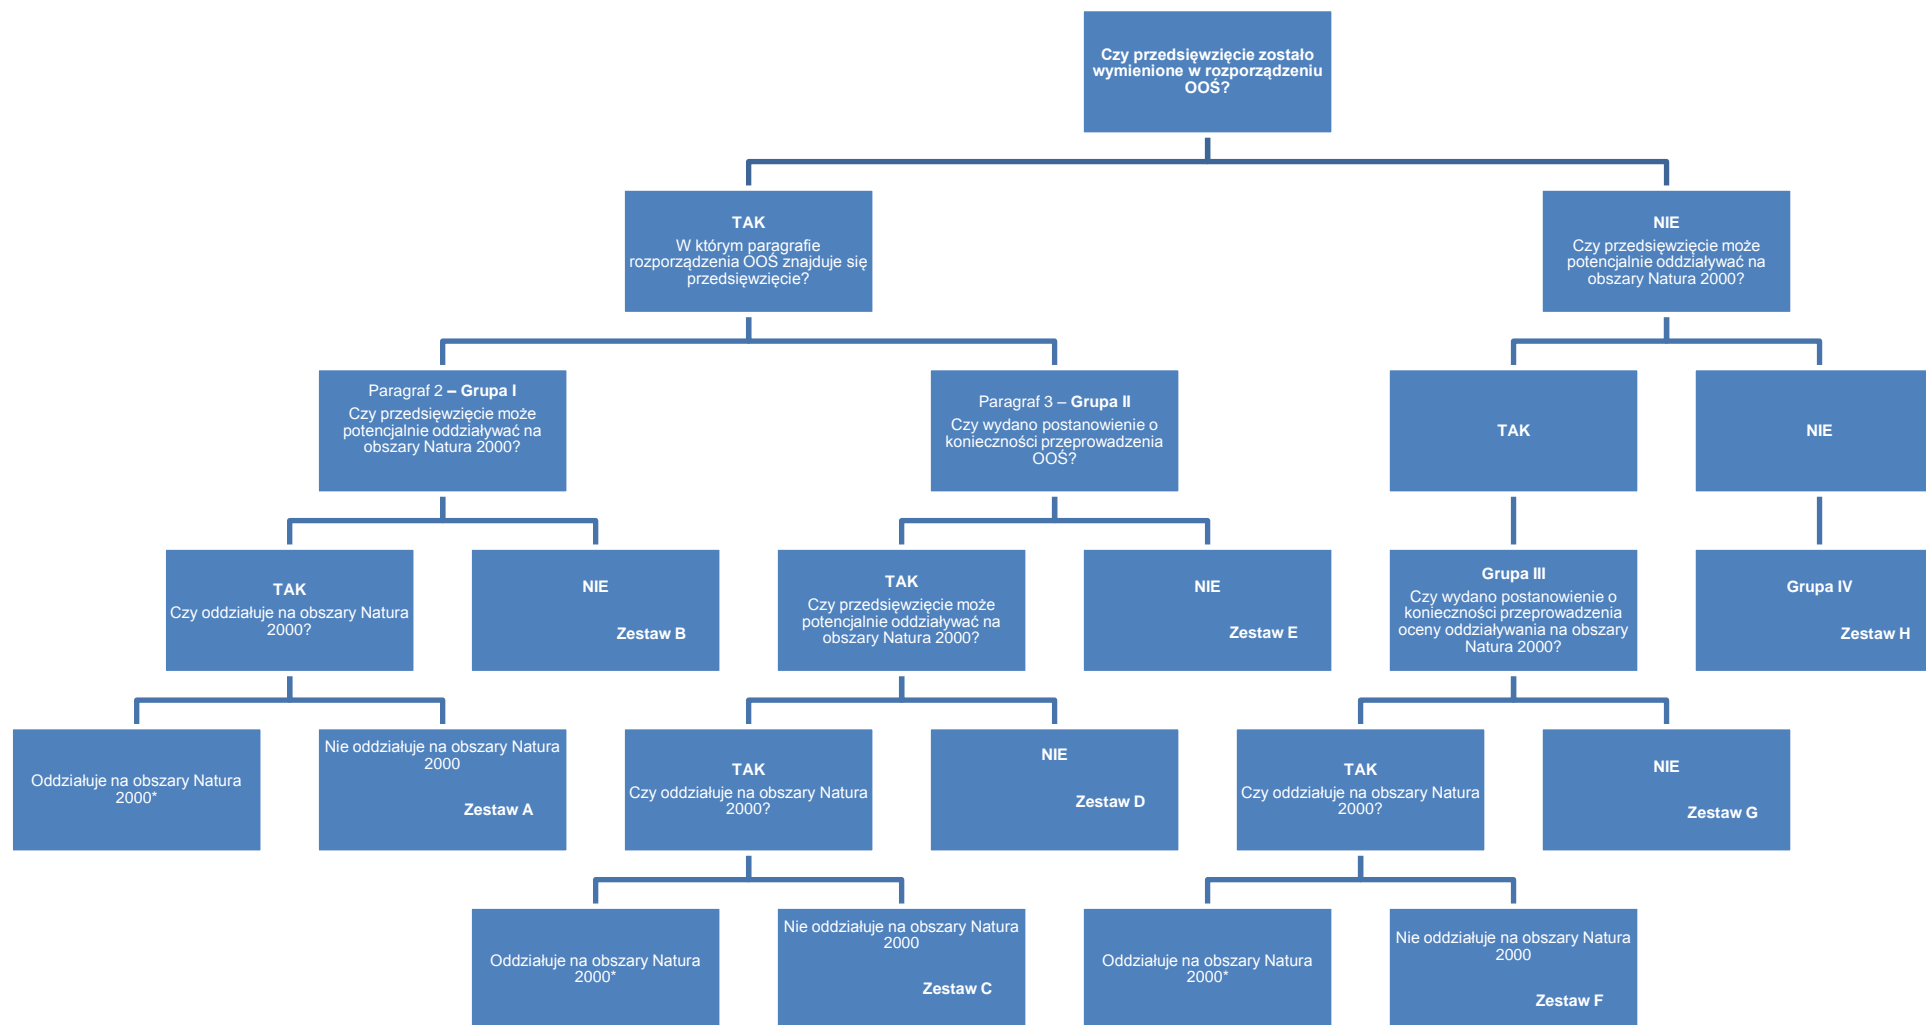 Czy przedsięwzięcie zostało
wymienione w rozporządzeniu
OOŚ?
TAK
W którym paragrafie
rozporządzenia OOŚ znajduje się
przedsięwzięcie?
NIE
Czy przedsięwzięcie może
potencjalnie oddziaływać na
obszary Natura 2000?
Paragraf 2 – Grupa I
Czy przedsięwzięcie może
potencjalnie oddziaływać na
obszary Natura 2000?
Paragraf 3 – Grupa II
Czy wydano postanowienie o
konieczności przeprowadzenia
OOŚ?
TAK
NIE
TAK
Czy oddziałuje na obszary Natura
2000?
NIE
Zestaw B
TAK
Czy przedsięwzięcie może
potencjalnie oddziaływać na
obszary Natura 2000?
NIE
Zestaw E
Grupa III
Czy wydano postanowienie o
konieczności przeprowadzenia
oceny oddziaływania na obszary
Natura 2000?
Grupa IV
Zestaw H
Oddziałuje na obszary Natura
2000*
Nie oddziałuje na obszary Natura
2000
Zestaw A
TAK
Czy oddziałuje na obszary Natura
2000?
NIE
Zestaw D
TAK
Czy oddziałuje na obszary Natura
2000?
NIE
Zestaw G
Oddziałuje na obszary Natura
2000*
Nie oddziałuje na obszary Natura
2000
Zestaw C
Oddziałuje na obszary Natura
2000*
Nie oddziałuje na obszary Natura
2000
Zestaw F